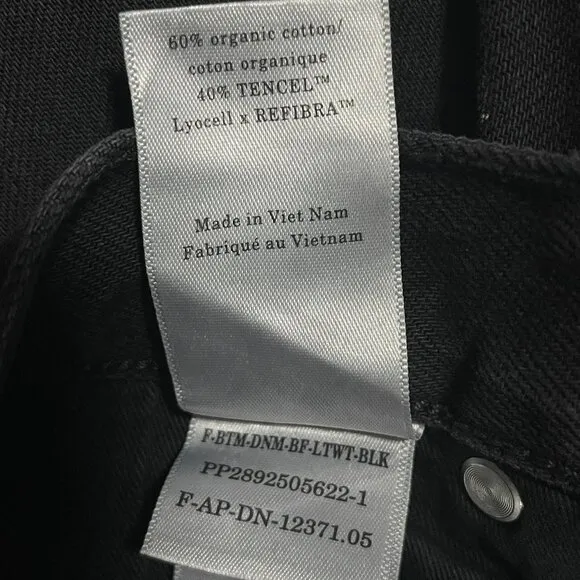 60% organic cotton/
coton organique
40% TENCEL™
Lyocell x REFIBRA™
Made in Viet Nam
Fabriqué au Vietnam
F-BTM-DNM-BF-LTWT-BLK
PP2892505622-1
F-AP-DN-12371.05